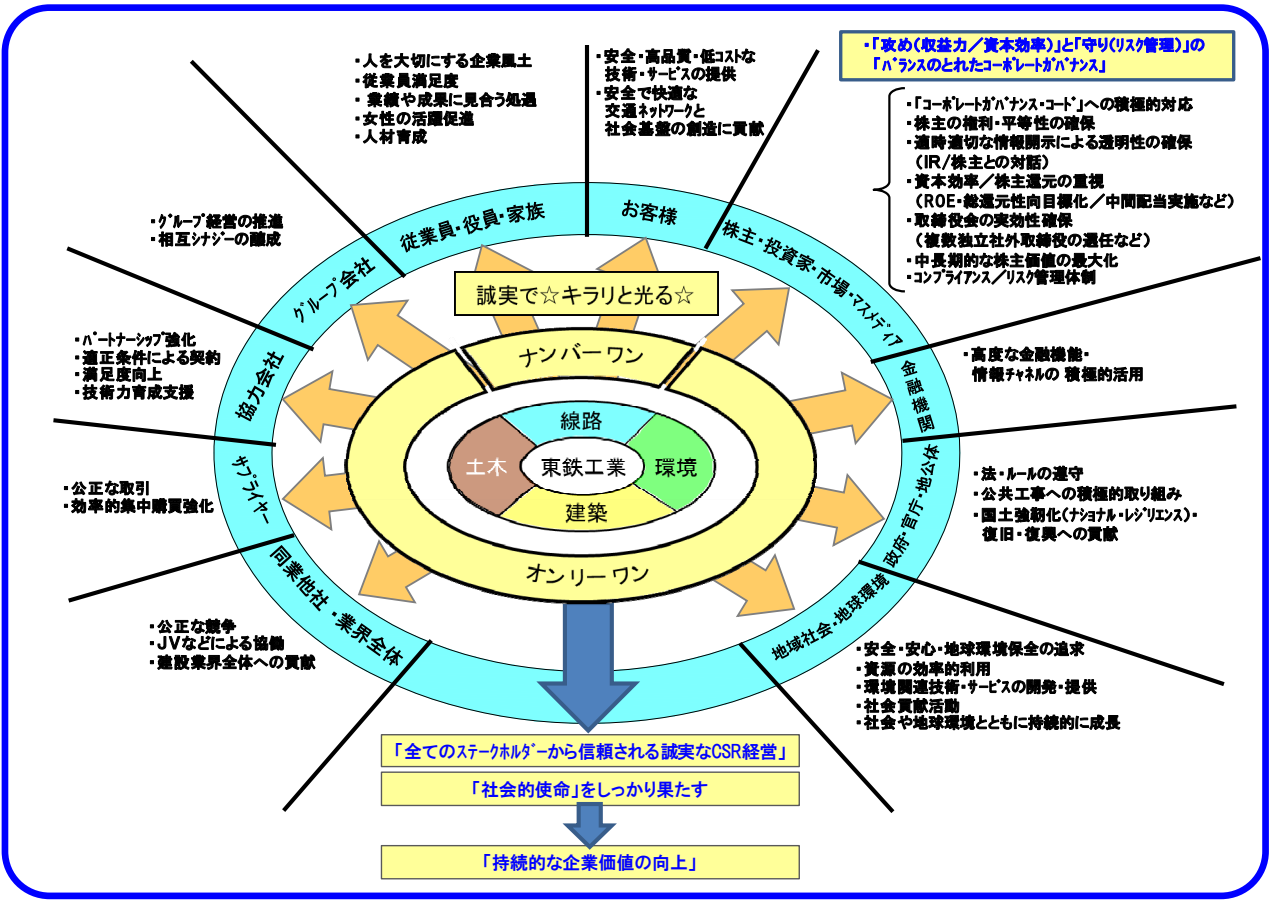 ・「攻め(収益力／資本効率)」と「守り(ﾘｽｸ管理)」の
「ﾊﾞﾗﾝｽのとれたｺｰﾎﾟﾚｰﾄｶﾞﾊﾞﾅﾝｽ」
・「ｺｰﾎﾟﾚｰﾄｶﾞﾊﾞﾅﾝｽ・ｺｰﾄﾞ」への積極的対応
・株主の権利・平等性の確保
・適時適切な情報開示による透明性の確保
（IR/株主との対話）
・資本効率／株主還元の重視
（ROE・総還元性向目標化／中間配当実施など）
・取締役会の実効性確保
（複数独立社外取締役の選任など）
・中長期的な株主価値の最大化
・ｺﾝﾌﾟﾗｲｱﾝｽ／ﾘｽｸ管理体制
・人を大切にする企業風土
・従業員満足度
・ 業績や成果に見合う処遇
・女性の活躍促進
・人材育成
・安全・高品質・低ｺｽﾄな
技術・ｻｰﾋﾞｽの提供
・安全で快適な
交通ﾈｯﾄﾜｰｸと
社会基盤の創造に貢献
・ｸﾞﾙｰﾌﾟ経営の推進
・相互ｼﾅｼﾞｰの醸成
・ﾊﾟｰﾄﾅｰｼｯﾌﾟ強化
・適正条件による契約
・満足度向上
・技術力育成支援
・公正な取引
・効率的集中購買強化
・公正な競争
・JVなどによる協働
・建設業界全体への貢献
・高度な金融機能・
情報ﾁｬﾈﾙの 積極的活用
・法・ﾙｰﾙの遵守
・公共工事への積極的取り組み
・国土強靭化(ﾅｼｮﾅﾙ・ﾚｼﾞﾘｴﾝｽ)・
復旧・復興への貢献
・安全・安心・地球環境保全の追求
・資源の効率的利用
・環境関連技術・ｻｰﾋﾞｽの開発・提供
・社会貢献活動
・社会や地球環境とともに持続的に成長
従業員・役員・家族
お客様
株主・投資家・市場・ﾏｽﾒﾃﾞｨｱ
金融機関
政府・官庁・地公体
地域社会・地球環境
同業他社・業界全体
ｻﾌﾟﾗｲﾔｰ
協力会社
ｸﾞﾙｰﾌﾟ会社
誠実で☆キラリと光る☆
ナンバーワン
線路
土木
東鉄工業
環境
建築
オンリーワン
「全てのｽﾃｰｸﾎﾙﾀﾞｰから信頼される誠実なCSR経営」
「社会的使命」をしっかり果たす
「持続的な企業価値の向上」